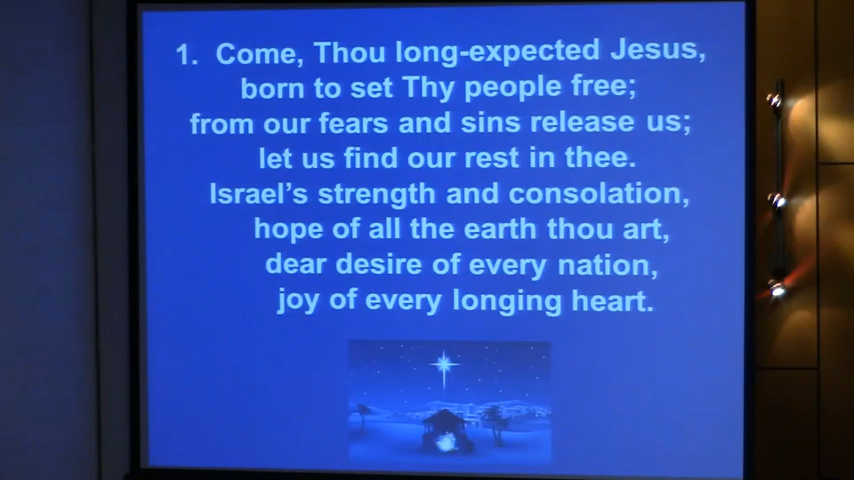 1. Come, Thou long-expected Jesus,
born to set Thy people free;
from our fears and sins release us;
let us find our rest in thee.
Israel's strength and consolation,
hope of all the earth thou art,
dear desire of every nation,
joy of every longing heart.